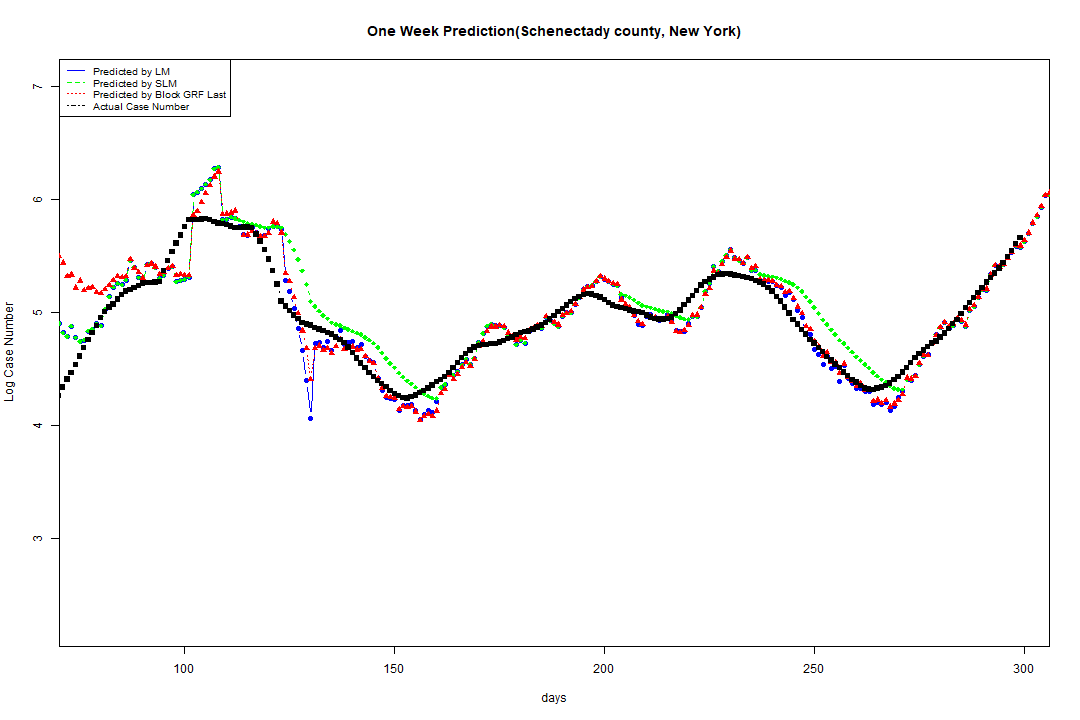 One Week Prediction(Schenectady county, New York)
Predicted by LM
Predicted by SLM
Predicted by Block GRF Last
Actual Case Number
7
6
5
4
3
Log Case Number
100
150
200
250
300
days